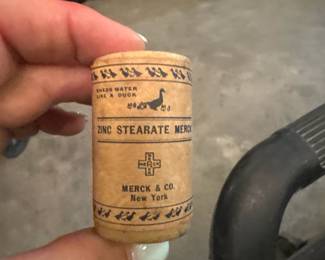 SHEDS WATER
LIKE A DUCK
ZINC STEARATE MERCK
MERCK & CO.
New York